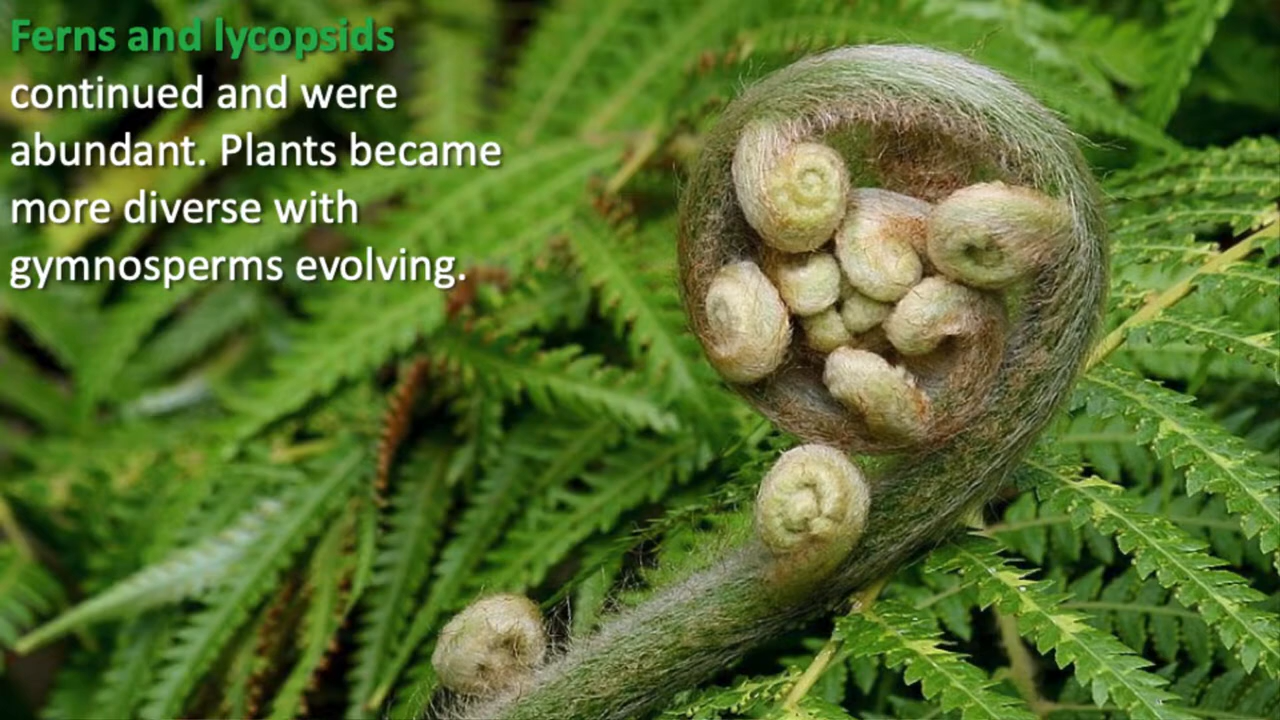 Ferns and lycopsids
continued and were
abundant. Plants became
more diverse with
gymnosperms evolving.